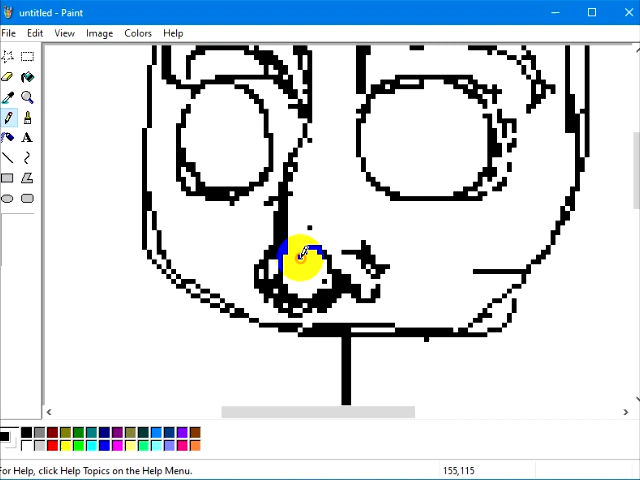 untitled - Paint
File Edit View Image Colors Help
A
For Help, click Help Topics on the Help Menu.
155,115